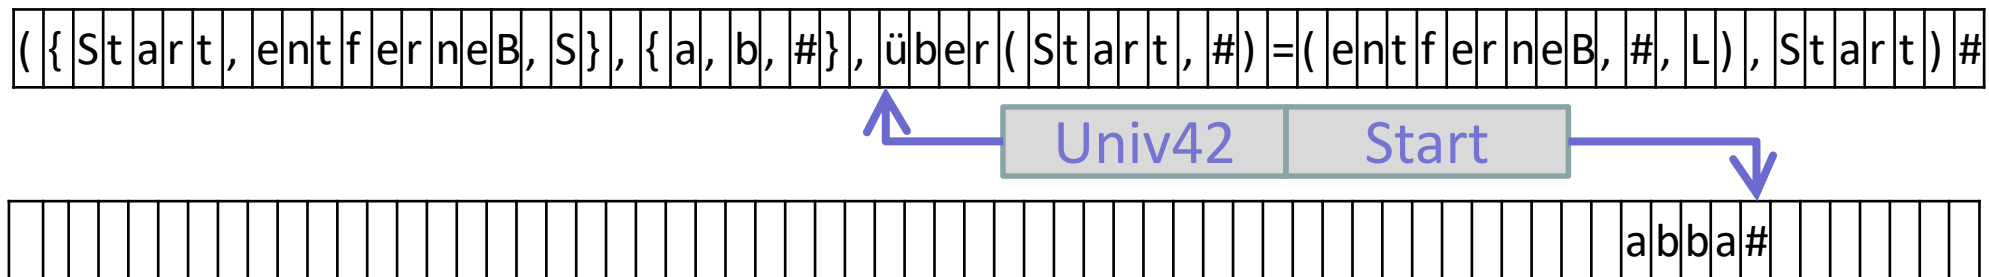 ({Start,entferneB,S},{a,b,#},über(Start,#)=(entferneB,#,L),Start)#
Univ42 Start
abba#